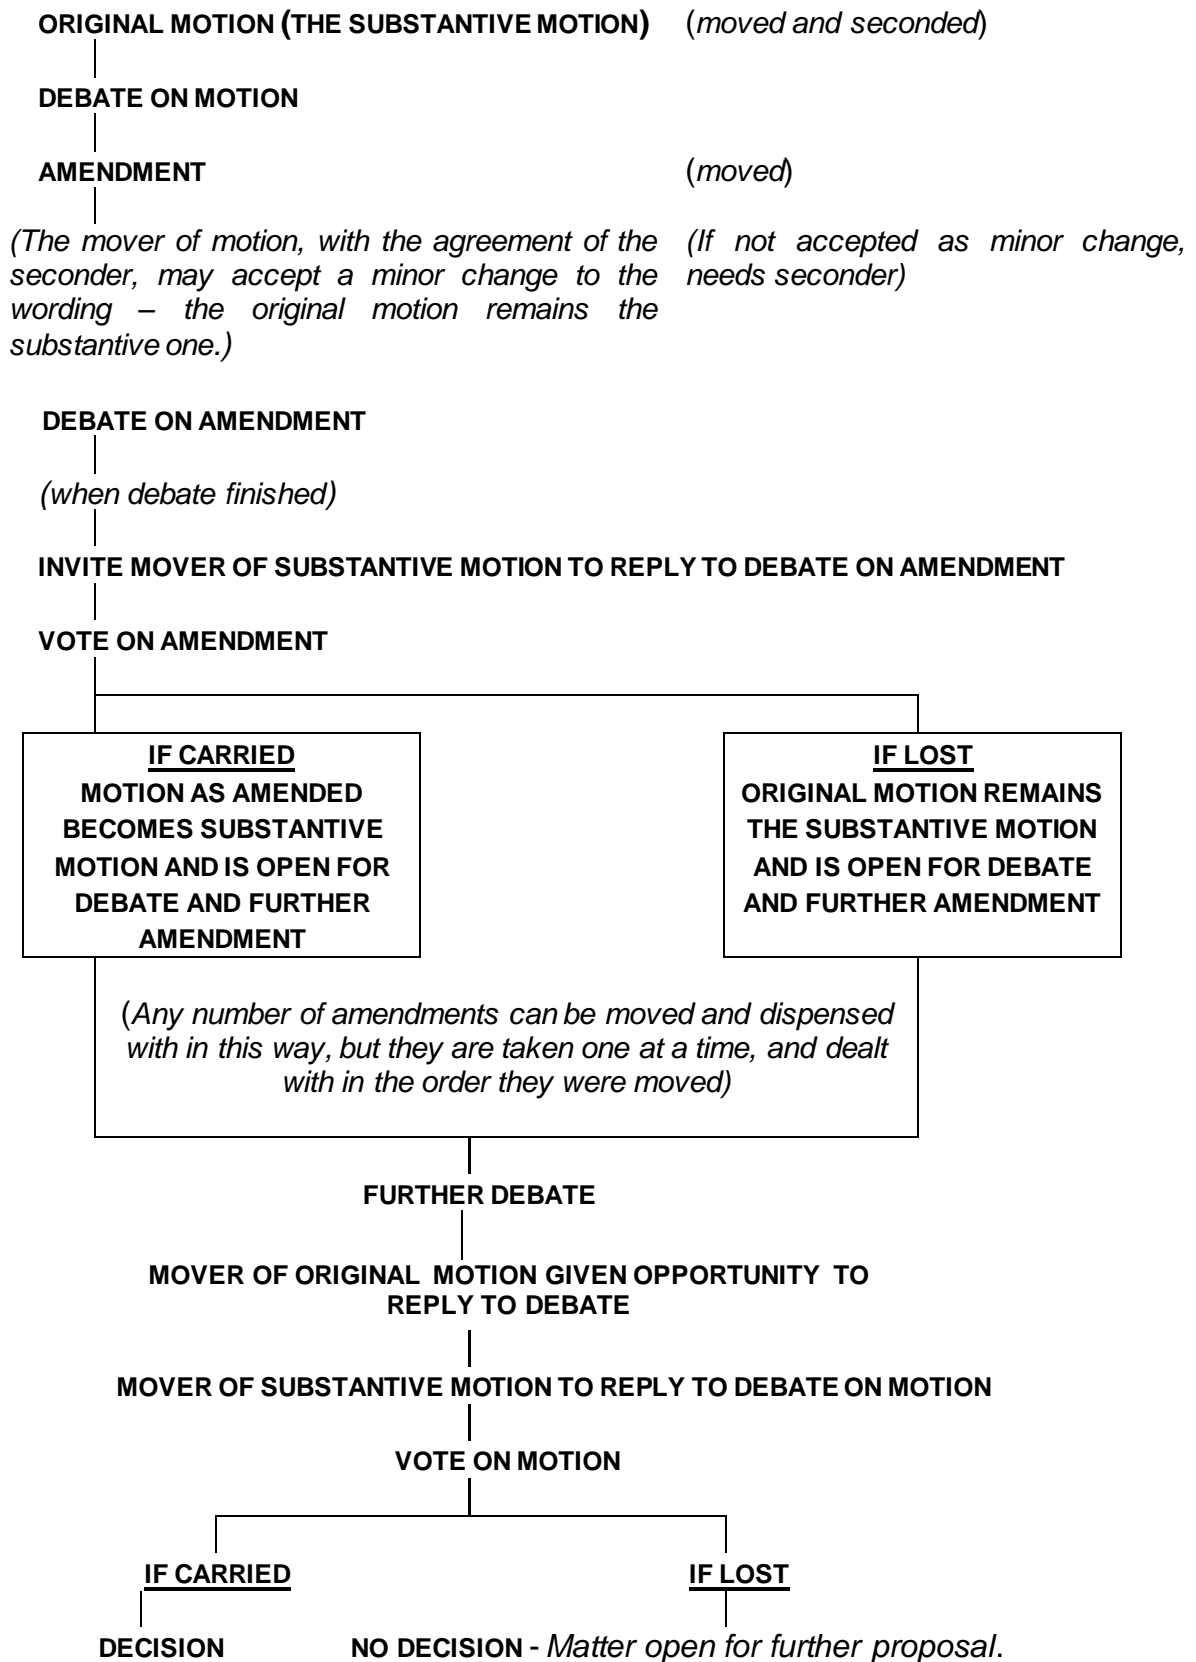 ORIGINAL MOTION (THE SUBSTANTIVE MOTION) (moved and seconded)
DEBATE ON MOTION
AMENDMENT (moved)
(The mover of motion, with the agreement of the
seconder, may accept a minor change to the
wording – the original motion remains the
substantive one.)
(If not accepted as minor change,
needs seconder)
DEBATE ON AMENDMENT
(when debate finished)
INVITE MOVER OF SUBSTANTIVE MOTION TO REPLY TO DEBATE ON AMENDMENT
VOTE ON AMENDMENT
IF CARRIED
MOTION AS AMENDED
BECOMES SUBSTANTIVE
MOTION AND IS OPEN FOR
DEBATE AND FURTHER
AMENDMENT
IF LOST
ORIGINAL MOTION REMAINS
THE SUBSTANTIVE MOTION
AND IS OPEN FOR DEBATE
AND FURTHER AMENDMENT
(Any number of amendments can be moved and dispensed
with in this way, but they are taken one at a time, and dealt
with in the order they were moved)
FURTHER DEBATE
MOVER OF ORIGINAL MOTION GIVEN OPPORTUNITY TO
REPLY TO DEBATE
MOVER OF SUBSTANTIVE MOTION TO REPLY TO DEBATE ON MOTION
VOTE ON MOTION
IF CARRIED
IF LOST
DECISION
NO DECISION - Matter open for further proposal.